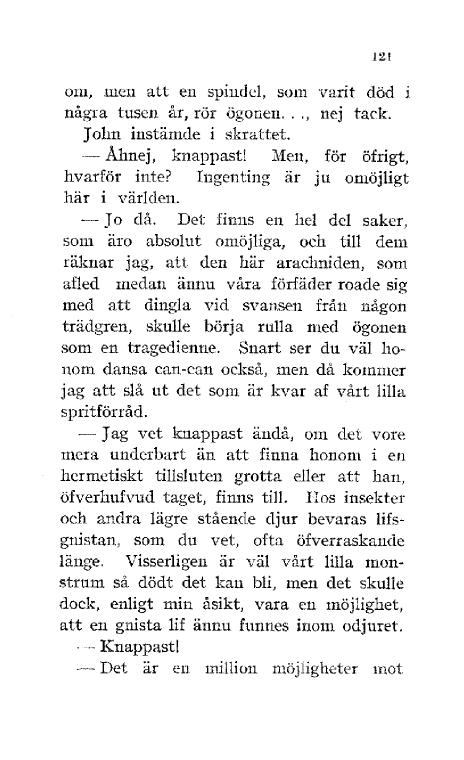 121
om, men att en spindel, som varit död i
några tusen år, rör ögonen. . ., nej tack.
John instämde i skrattet.
— Åhnej, knappast! Men, för öfrigt,
hvarför inte? Ingenting är ju omöjligt
här i världen.
— Jo då. Det finns en hel del saker,
som äro absolut omöjliga, och till dem
räknar jag, att den här arachniden, som
afled medan ännu våra förfäder roade sig
med att dingla vid svansen från någon
trädgren, skulle börja rulla med ögonen
som en tragedienne. Snart ser du väl ho-
nom dansa can-can också, men då kommer
jag att slå ut det som är kvar af vårt lilla
spritförråd.
— Jag vet knappast ändå, om det vore
mera underbart än att finna honom i en
hermetiskt tillsluten grotta eller att han,
öfverhufvud taget, finns till. Hos insekter
och andra lägre stående djur bevaras lifs-
gnistan, som du vet, ofta öfverraskande
länge. Visserligen är väl vårt lilla mon-
strum så dödt det kan bli, men det skulle
dock, enligt min åsikt, vara en möjlighet,
att en gnista lif ännu funnes inom odjuret.
— Knappast!
— Det är en million möjligheter mot